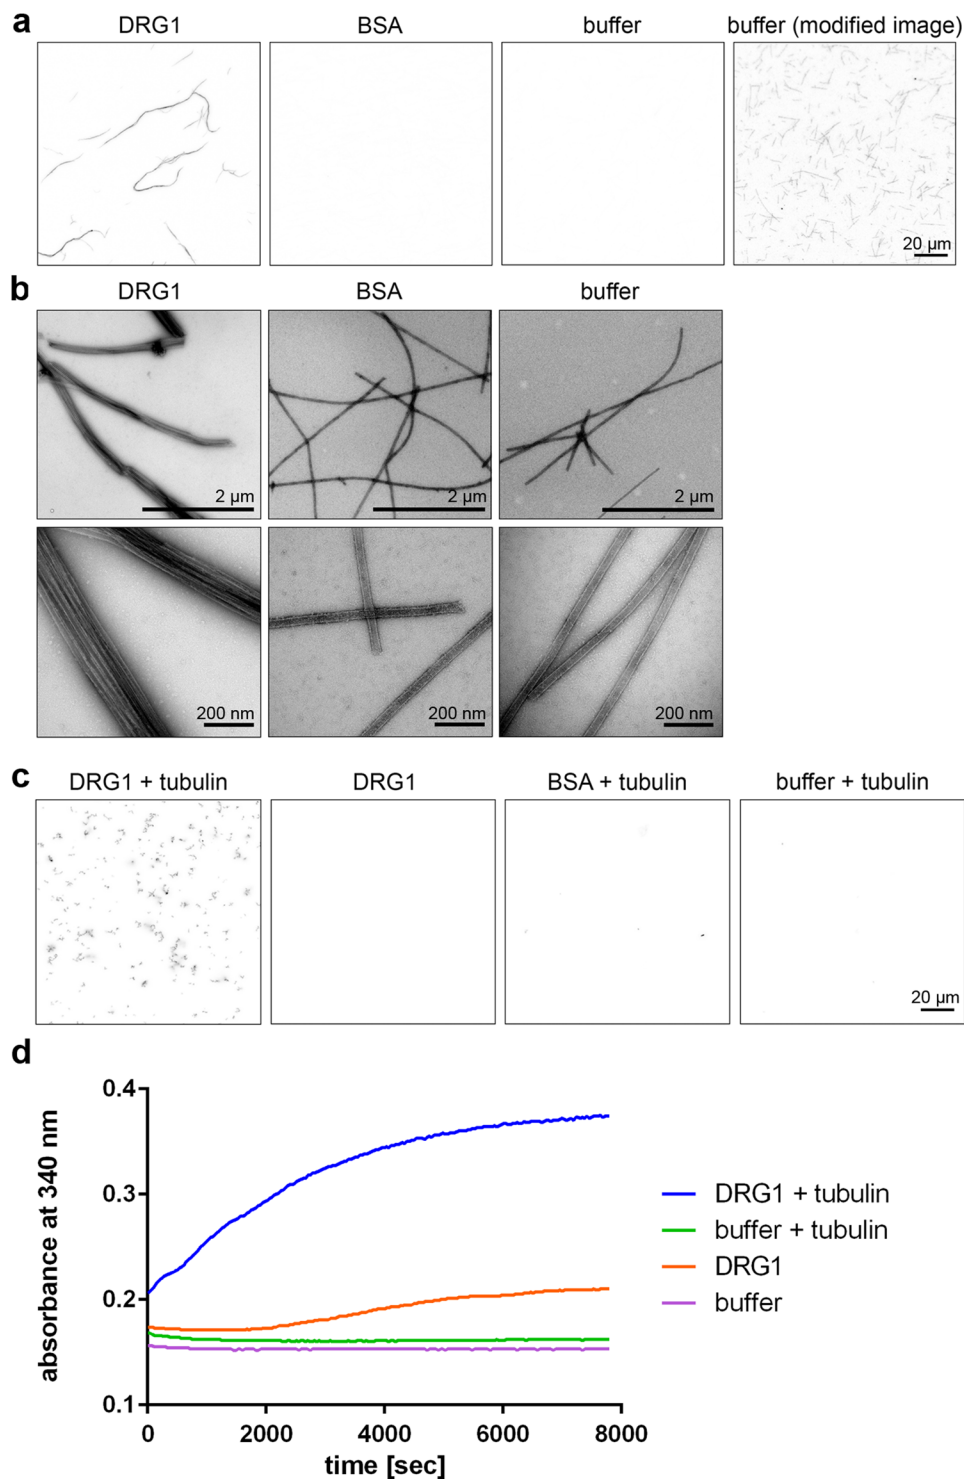 a
DRG1 BSA buffer buffer (modified image)
20 µm
b
DRG1 BSA buffer
2 µm 2 µm 2 µm
200 nm 200 nm 200 nm
c
DRG1 + tubulin DRG1 BSA + tubulin buffer + tubulin
20 µm
d
absorbance at 340 nm
0.4
0.3
0.2
0.1
0 2000 4000 6000 8000
time [sec]
DRG1 + tubulin
buffer + tubulin
DRG1
buffer